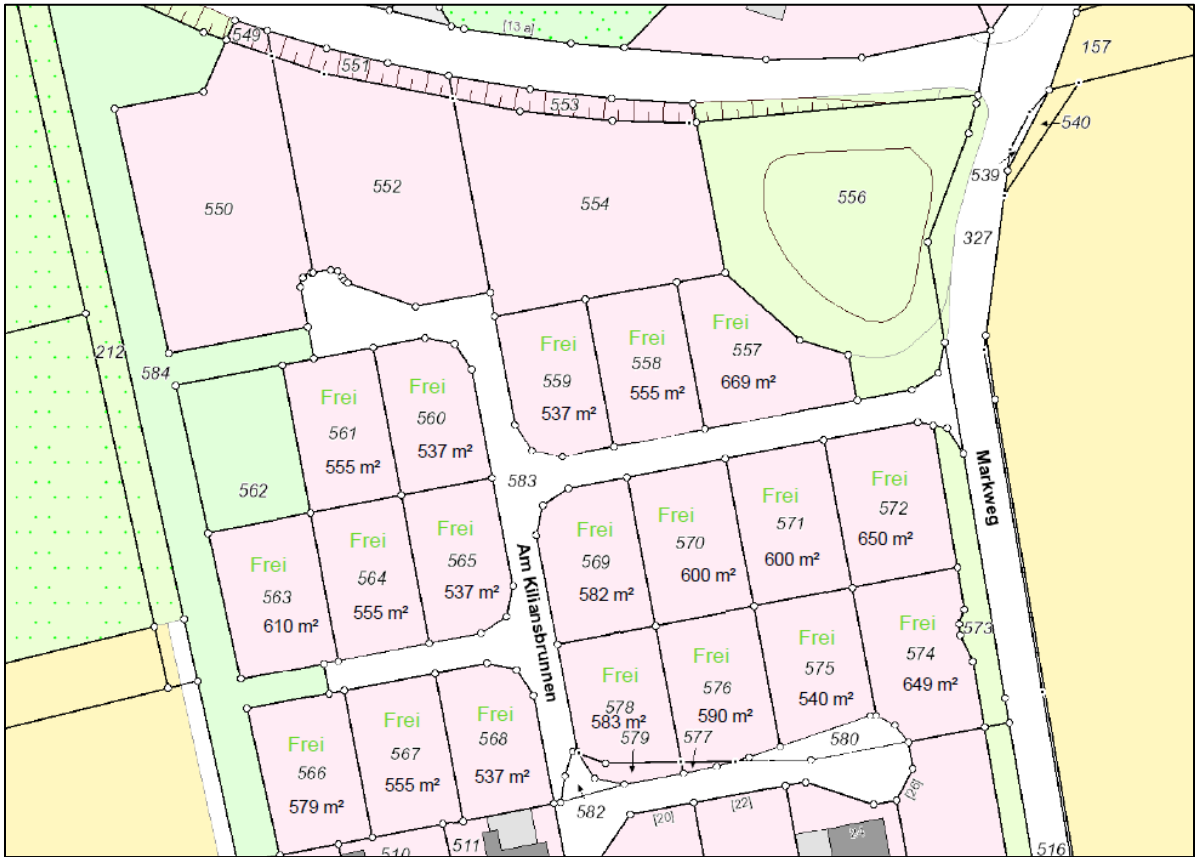 [13 a]
549
551
553
157
540
539
550
552
554
556
327
212
584
Frei
559
537 m²
Frei
558
555 m²
Frei
557
669 m²
Frei
561
555 m²
Frei
560
537 m²
562
583
Markweg
Frei
563
610 m²
Frei
564
555 m²
Frei
565
537 m²
Am Kiliansbrunnen
Frei
569
582 m²
Frei
570
600 m²
Frei
571
600 m²
Frei
572
650 m²
573
Frei
578
583 m²
579
Frei
576
590 m²
577
Frei
575
540 m²
Frei
574
649 m²
580
Frei
566
579 m²
Frei
567
555 m²
Frei
568
537 m²
582
[20]
[22]
[26]
24
510
511
516